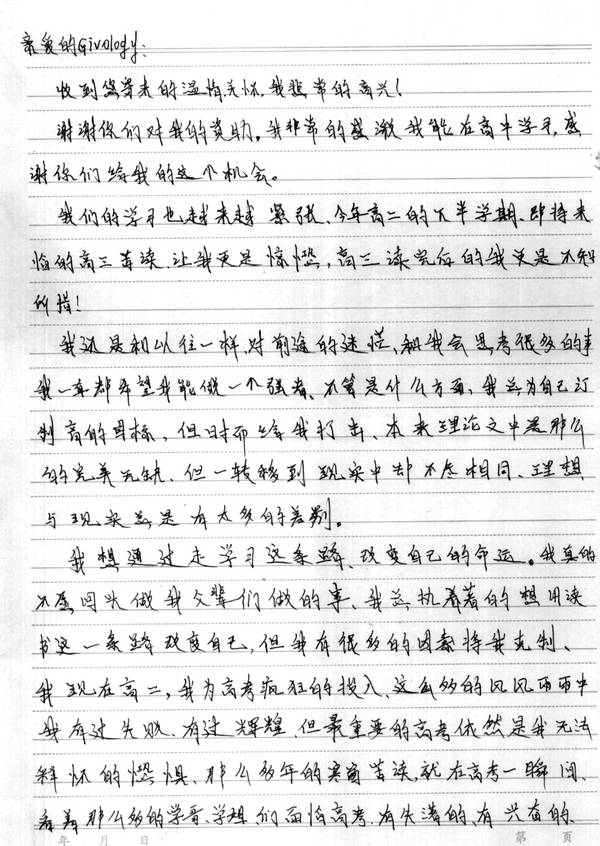 亲爱的Givology:
收到您寄来的温情关怀,我非常的高兴!
谢谢你们对我的资助。我非常的感激我能在高中学习,感
谢你们给我的这个机会。
我们的学习也越来越紧张、今年高二的下半学期、即将来
临的高三苦读、让我更是惊恐,高三读完后的我更是不知
所措!
我还是和以往一样,对前途的迷茫、和我会思考很多的事
我一直都希望我能做一个强者、不管是什么方面,我总为自己订
制高的目标,但时而给我打击、本来理论文中是那么
的完美无缺、但一转移到现实中却不尽相同、理想
与现实总是有太多的差别。
我想通过走学习这条路、改变自己的命运。我真的
不愿回头做我父辈们做的事、我总执着着的想用读
书这一条路改变自己,但我有很多的因素将我克制、
我现在高二,我为高考疯狂的投入、这么多的风风雨雨中
我有过失败、有过辉煌、但最重要的高考依然是我无法
释怀的恐惧、那么多年的寒窗苦读,就在高考一瞬间、
看着那么多的学哥、学姐们面临高考、有失落的、有兴奋的、
年 月 日
第 页